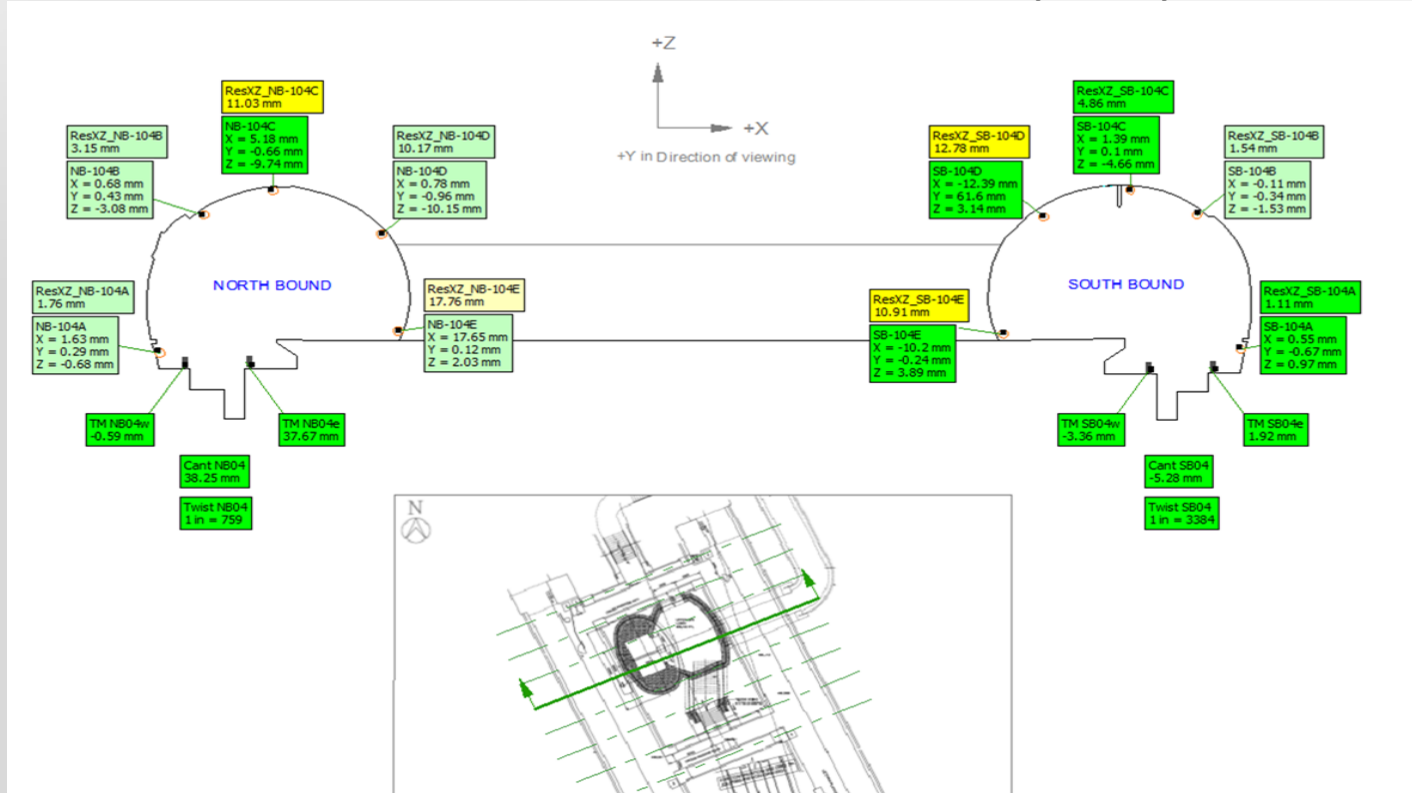 +Z
+X
+Y in Direction of viewing
ResXZ_NB-104C
11.03 mm
NB-104C
X = 5.18 mm
Y = -0.66 mm
Z = -9.74 mm
ResXZ_NB-104B
3.15 mm
NB-104B
X = 0.68 mm
Y = 0.43 mm
Z = -3.08 mm
ResXZ_NB-104D
10.17 mm
NB-104D
X = 0.78 mm
Y = -0.96 mm
Z = -10.15 mm
ResXZ_NB-104A
1.76 mm
NB-104A
X = 1.63 mm
Y = 0.29 mm
Z = -0.68 mm
NORTH BOUND
ResXZ_NB-104E
17.76 mm
NB-104E
X = 17.65 mm
Y = 0.12 mm
Z = 2.03 mm
TM NB04w
-0.59 mm
TM NB04e
37.67 mm
Cant NB04
38.25 mm
Twist NB04
1 in = 759
ResXZ_SB-104C
4.86 mm
SB-104C
X = 1.39 mm
Y = 0.1 mm
Z = -4.66 mm
ResXZ_SB-104D
12.78 mm
SB-104D
X = -12.39 mm
Y = 61.6 mm
Z = 3.14 mm
ResXZ_SB-104B
1.54 mm
SB-104B
X = -0.11 mm
Y = -0.34 mm
Z = -1.53 mm
SOUTH BOUND
ResXZ_SB-104E
10.91 mm
SB-104E
X = -10.2 mm
Y = -0.24 mm
Z = 3.89 mm
ResXZ_SB-104A
1.11 mm
SB-104A
X = 0.55 mm
Y = -0.67 mm
Z = 0.97 mm
TM SB04w
-3.36 mm
TM SB04e
1.92 mm
Cant SB04
-5.28 mm
Twist SB04
1 in = 3384
N